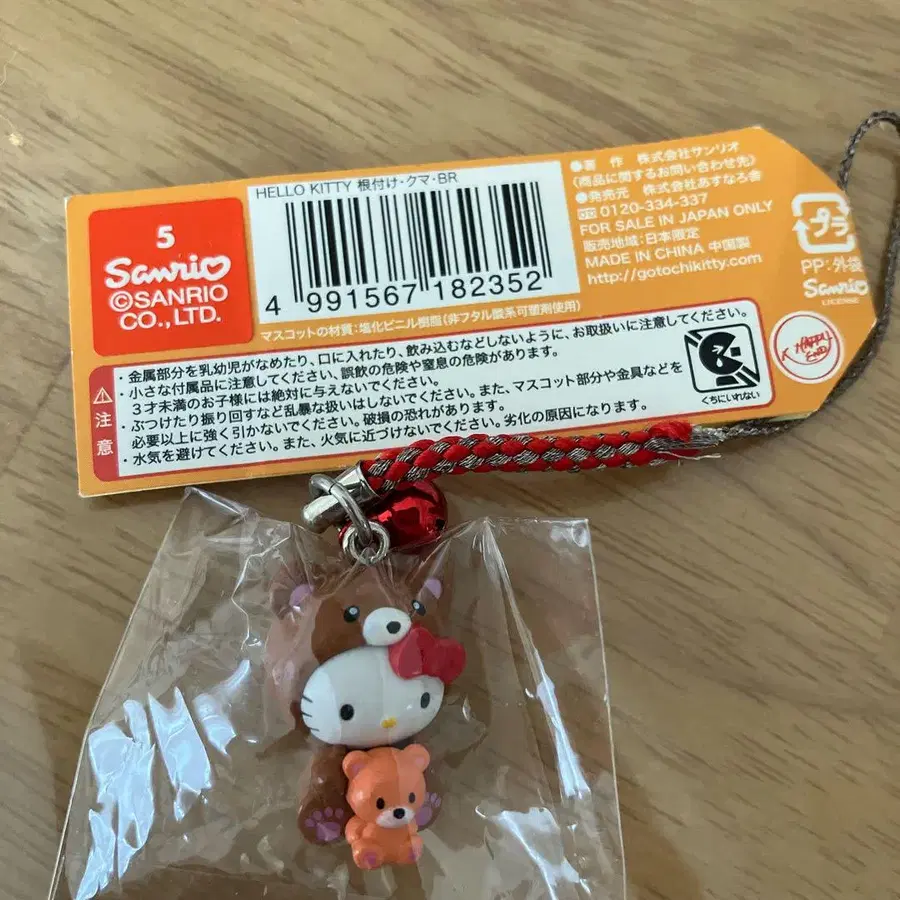 5
Sanrio
©SANRIO
CO., LTD.
HELLO KITTY 根付け・クマ・BR
4 991567 182352
マスコットの材質：塩化ビニル樹脂(非フタル酸系可塑剤使用)
●著 作 株式会社サンリオ
(商品に関するお問い合わせ先)
●発売元 株式会社あすなろ舎
0120-334-337
FOR SALE IN JAPAN ONLY
販売地域：日本限定
MADE IN CHINA 中國製
http://gotochikitty.com
プラ
PP：外袋
Sanrio
LICENSE
HAPPY
END
注意
・金属部分を乳幼児がなめたり、口に入れたり、飲み込むなどしないように、お取扱いに注意してください。
・小さな付属品に注意してください、誤飲の危険や窒息の危険があります。
3才未満のお子様には絶対に与えないでください。
・ぶつけたり振り回すなど乱暴な扱いはしないでください。また、マスコット部分や金具などを
必要以上に強く引かないでください。破損の恐れがあります。
・水気を避けてください。また、火気に近づけないでください。劣化の原因になります。
くちにいれない